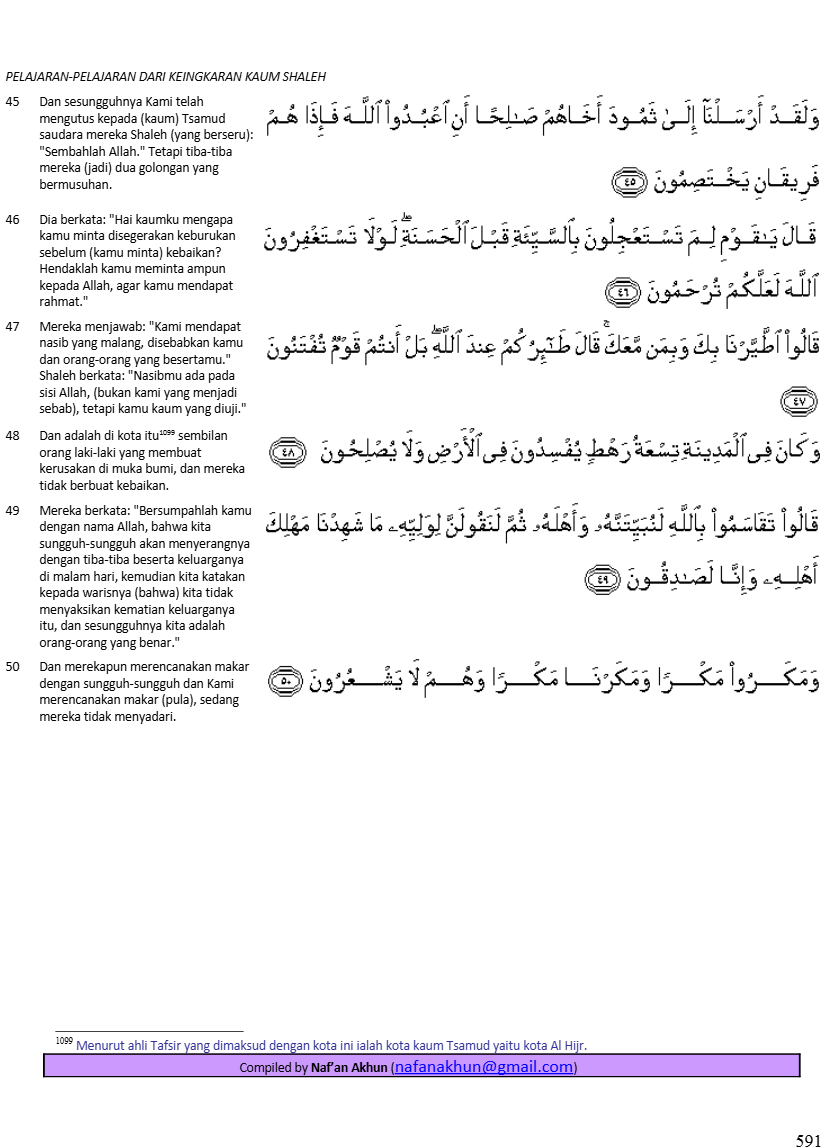 PELAJARAN-PELAJARAN DARI KEINGKARAN KAUM SHALEH
45 Dan sesungguhnya Kami telah
mengutus kepada (kaum) Tsamud
saudara mereka Shaleh (yang berseru):
"Sembahlah Allah." Tetapi tiba-tiba
mereka (jadi) dua golongan yang
bermusuhan.
وَلَقَدْ أَرْسَلْنَآ إِلَىٰ ثَمُودَ أَخَاهُمْ صَـٰلِحًا أَنِ ٱعْبُدُوا۟ ٱللَّهَ فَإِذَا هُمْ
فَرِيقَانِ يَخْتَصِمُونَ ٤٥
46 Dia berkata: "Hai kaumku mengapa
kamu minta disegerakan keburukan
sebelum (kamu minta) kebaikan?
Hendaklah kamu meminta ampun
kepada Allah, agar kamu mendapat
rahmat."
قَالَ يَـٰقَوْمِ لِمَ تَسْتَعْجِلُونَ بِٱلسَّيِّئَةِ قَبْلَ ٱلْحَسَنَةِ ۖ لَوْلَا تَسْتَغْفِرُونَ
ٱللَّهَ لَعَلَّكُمْ تُرْحَمُونَ ٤٦
47 Mereka menjawab: "Kami mendapat
nasib yang malang, disebabkan kamu
dan orang-orang yang besertamu."
Shaleh berkata: "Nasibmu ada pada
sisi Allah, (bukan kami yang menjadi
sebab), tetapi kamu kaum yang diuji."
قَالُوا۟ ٱطَّيَّرْنَا بِكَ وَبِمَن مَّعَكَ ۚ قَالَ طَـٰٓئِرُكُمْ عِندَ ٱللَّهِ ۖ بَلْ أَنتُمْ قَوْمٌ تُفْتَنُونَ
٤٧
48 Dan adalah di kota itu1099 sembilan
orang laki-laki yang membuat
kerusakan di muka bumi, dan mereka
tidak berbuat kebaikan.
وَكَانَ فِى ٱلْمَدِينَةِ تِسْعَةُ رَهْطٍ يُفْسِدُونَ فِى ٱلْأَرْضِ وَلَا يُصْلِحُونَ ٤٨
49 Mereka berkata: "Bersumpahlah kamu
dengan nama Allah, bahwa kita
sungguh-sungguh akan menyerangnya
dengan tiba-tiba beserta keluarganya
di malam hari, kemudian kita katakan
kepada warisnya (bahwa) kita tidak
menyaksikan kematian keluarganya
itu, dan sesungguhnya kita adalah
orang-orang yang benar."
قَالُوا۟ تَقَاسَمُوا۟ بِٱللَّهِ لَنُبَيِّتَنَّهُۥ وَأَهْلَهُۥ ثُمَّ لَنَقُولَنَّ لِوَلِيِّهِۦ مَا شَهِدْنَا مَهْلِكَ
أَهْلِهِۦ وَإِنَّا لَصَـٰدِقُونَ ٤٩
50 Dan merekapun merencanakan makar
dengan sungguh-sungguh dan Kami
merencanakan makar (pula), sedang
mereka tidak menyadari.
وَمَكَرُوا۟ مَكْرًا وَمَكَرْنَا مَكْرًا وَهُمْ لَا يَشْعُرُونَ ٥٠
1099 Menurut ahli Tafsir yang dimaksud dengan kota ini ialah kota kaum Tsamud yaitu kota Al Hijr.
Compiled by Naf’an Akhun (nafanakhun@gmail.com)
591